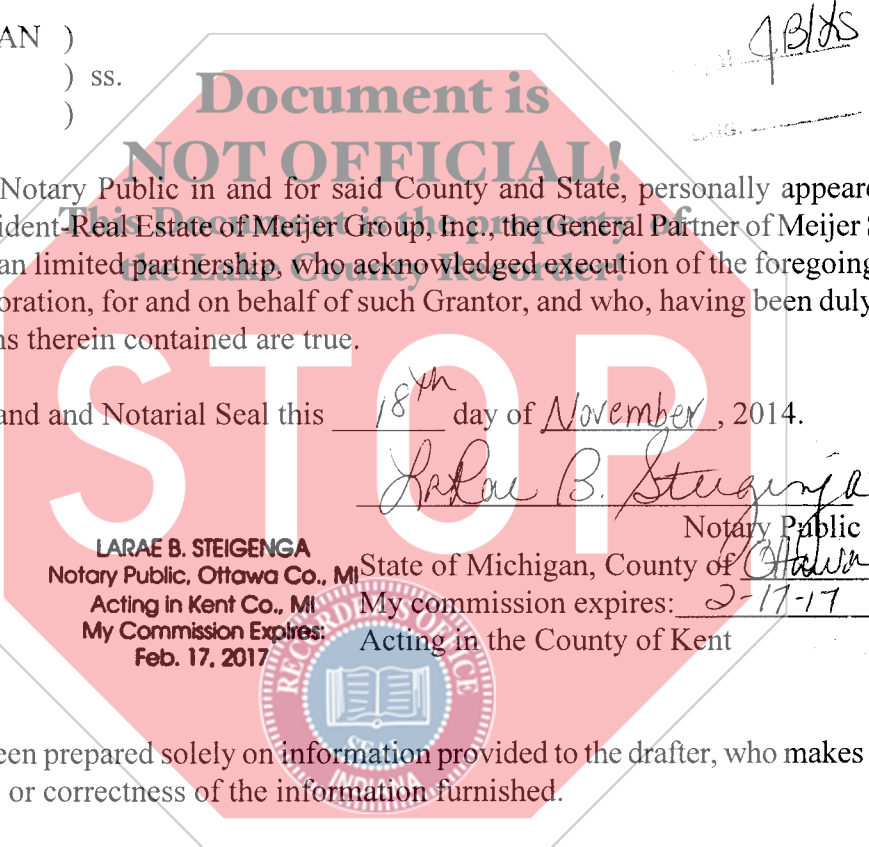 AN )
JB/LS
) ss.
)
Document is
NOT OFFICIAL!
This Document is the property of
the Lake County Recorder!
STOP
Notary Public in and for said County and State, personally appeare
ident-Real Estate of Meijer Group, Inc., the General Partner of Meijer S
an limited partnership, who acknowledged execution of the foregoing
oration, for and on behalf of such Grantor, and who, having been duly
ns therein contained are true.
and and Notarial Seal this 18th day of November, 2014.
LaRae B. Steigenga
Notary Public
LARAE B. STEIGENGA
Notary Public, Ottawa Co., MI
Acting in Kent Co., MI
My Commission Expires:
Feb. 17, 2017
State of Michigan, County of Ottawa
My commission expires: 2-17-17
Acting in the County of Kent
RECORDER'S OFFICE
SEAL
INDIANA
een prepared solely on information provided to the drafter, who makes
or correctness of the information furnished.